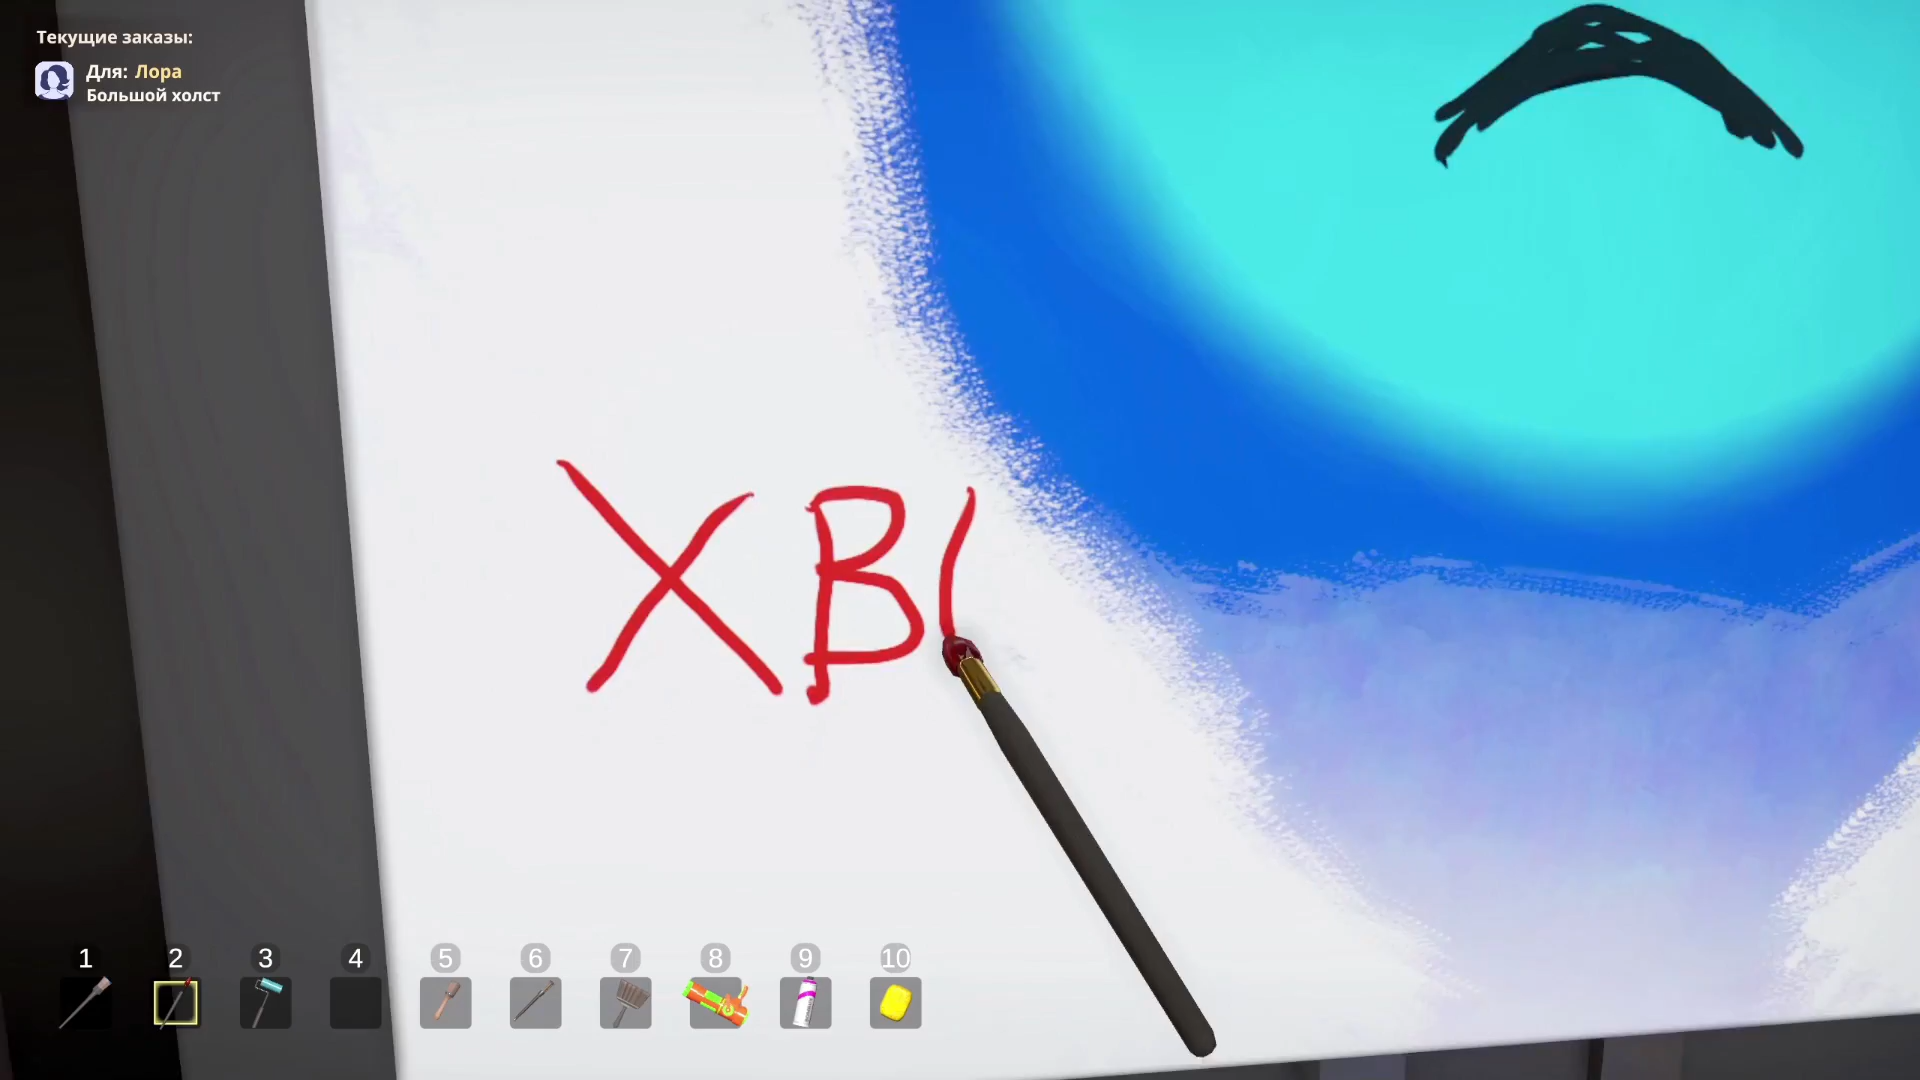 Текущие заказы:
Для: Лора
Большой холст
ХВ
1 2 3 4 5 6 7 8 9 10